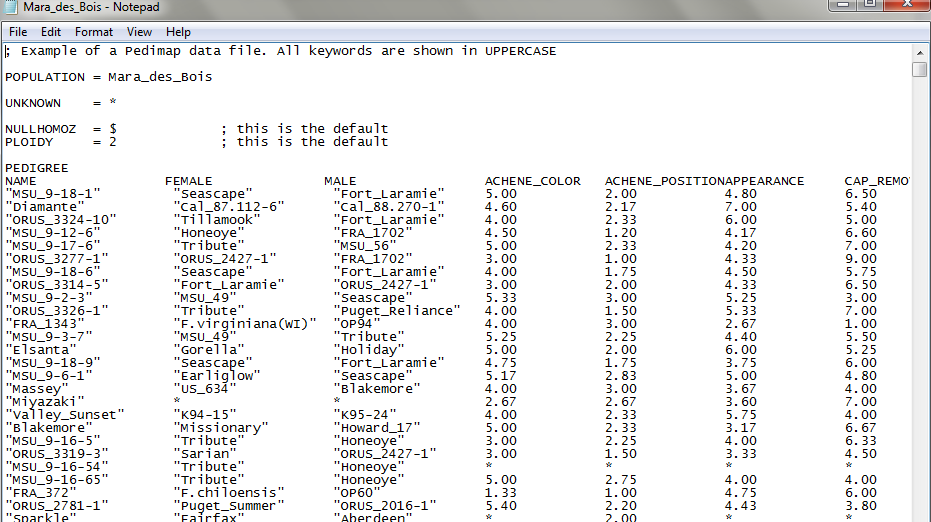 Mara_des_Bois - Notepad
File Edit Format View Help
; Example of a Pedimap data file. All keywords are shown in UPPERCASE
POPULATION = Mara_des_Bois
UNKNOWN = *
NULLHOMOZ = $ ; this is the default
PLOIDY = 2 ; this is the default
PEDIGREE
NAME FEMALE MALE ACHENE_COLOR ACHENE_POSITIONAPPEARANCE CAP_REMO
"MSU_9-18-1" "Seascape" "Fort_Laramie" 5.00 2.00 4.80 6.50
"Diamante" "Cal_87.112-6" "Cal_88.270-1" 4.60 2.17 7.00 5.40
"ORUS_3324-10" "Tillamook" "Fort_Laramie" 4.00 2.33 6.00 5.00
"MSU_9-12-6" "Honeoye" "FRA_1702" 4.50 1.20 4.17 6.60
"MSU_9-17-6" "Tribute" "MSU_56" 5.00 2.33 4.20 7.00
"ORUS_3277-1" "ORUS_2427-1" "FRA_1702" 3.00 1.00 4.33 9.00
"MSU_9-18-6" "Seascape" "Fort_Laramie" 4.00 1.75 4.50 5.75
"ORUS_3314-5" "Fort_Laramie" "ORUS_2427-1" 3.00 2.00 4.33 6.50
"MSU_9-2-3" "MSU_49" "Seascape" 5.33 3.00 5.25 3.00
"ORUS_3326-1" "Tribute" "Puget_Reliance" 4.00 1.50 5.33 7.00
"FRA_1343" "F.virginiana(WI)" "OP94" 4.00 3.00 2.67 1.00
"MSU_9-3-7" "MSU_49" "Tribute" 5.25 2.25 4.40 5.50
"Elsanta" "Gorella" "Holiday" 5.00 2.00 6.00 5.25
"MSU_9-18-9" "Seascape" "Fort_Laramie" 4.75 1.75 3.75 6.00
"MSU_9-6-1" "Earliglow" "Seascape" 5.17 2.83 5.00 4.80
"Massey" "US_634" "Blakemore" 4.00 3.00 3.67 4.00
"Miyazaki" * * 2.67 2.67 3.60 7.00
"Valley_Sunset" "K94-15" "K95-24" 4.00 2.33 5.75 4.00
"Blakemore" "Missionary" "Howard_17" 5.00 2.33 3.17 6.67
"MSU_9-16-5" "Tribute" "Honeoye" 3.00 2.25 4.00 6.33
"ORUS_3319-3" "Sarian" "ORUS_2427-1" 3.00 1.50 3.33 4.50
"MSU_9-16-54" "Tribute" "Honeoye" * * * *
"MSU_9-16-65" "Tribute" "Honeoye" 5.00 2.75 4.00 4.00
"FRA_372" "F.chiloensis" "OP60" 1.33 1.00 4.75 6.00
"ORUS_2781-1" "Puget_Summer" "ORUS_2016-1" 5.40 2.20 4.43 3.80
"Sparkle" "Fairfax" "Aberdeen" * 2.00 * *